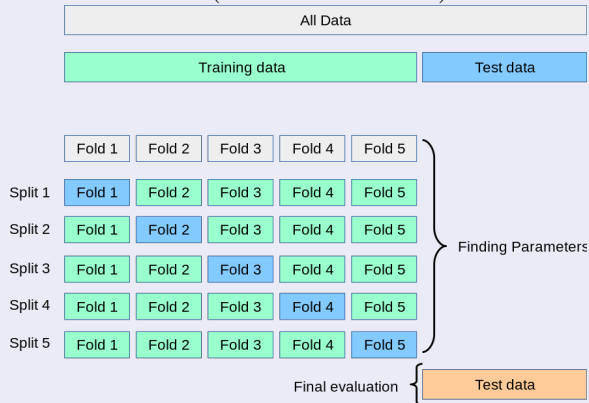 All Data
Training data Test data
Fold 1 Fold 2 Fold 3 Fold 4 Fold 5
Split 1 Fold 1 Fold 2 Fold 3 Fold 4 Fold 5
Split 2 Fold 1 Fold 2 Fold 3 Fold 4 Fold 5
Finding Parameters
Split 3 Fold 1 Fold 2 Fold 3 Fold 4 Fold 5
Split 4 Fold 1 Fold 2 Fold 3 Fold 4 Fold 5
Split 5 Fold 1 Fold 2 Fold 3 Fold 4 Fold 5
Final evaluation Test data